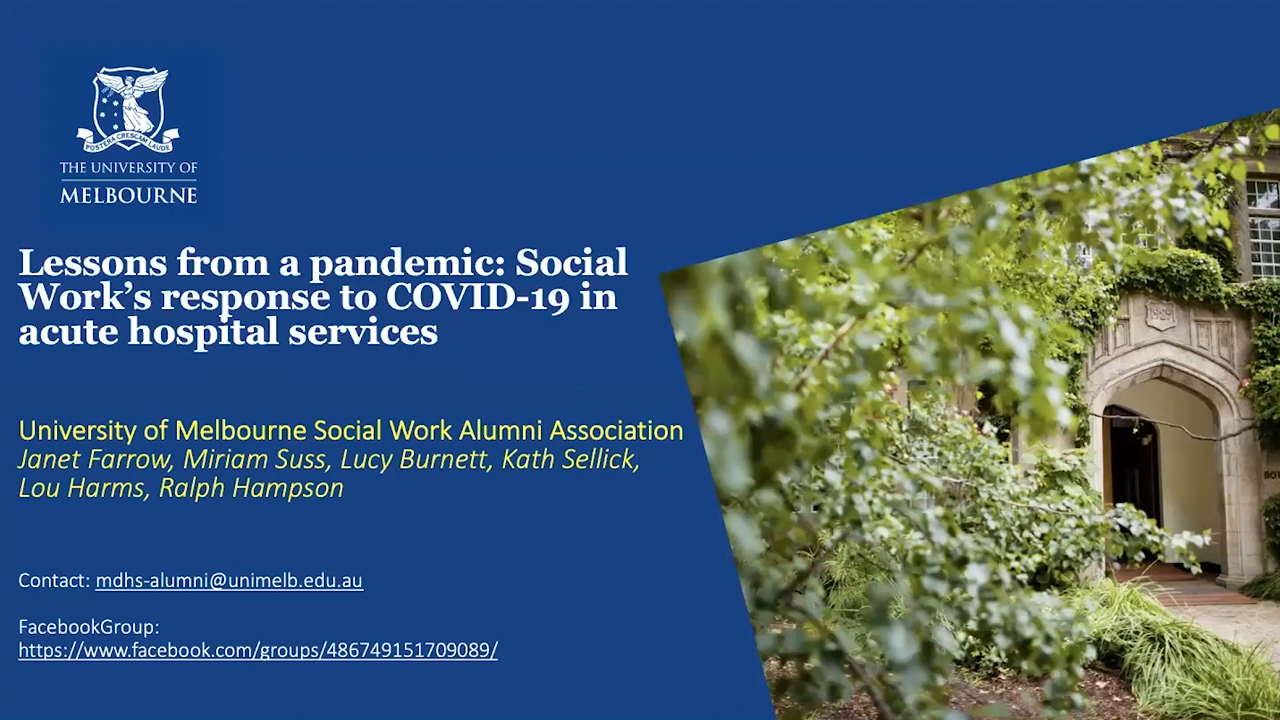 POSTERA CRESCAM LAUDE
THE UNIVERSITY OF
MELBOURNE
Lessons from a pandemic: Social
Work’s response to COVID-19 in
acute hospital services
University of Melbourne Social Work Alumni Association
Janet Farrow, Miriam Suss, Lucy Burnett, Kath Sellick,
Lou Harms, Ralph Hampson
Contact: mdhs-alumni@unimelb.edu.au
FacebookGroup:
https://www.facebook.com/groups/486749151709089/
1929